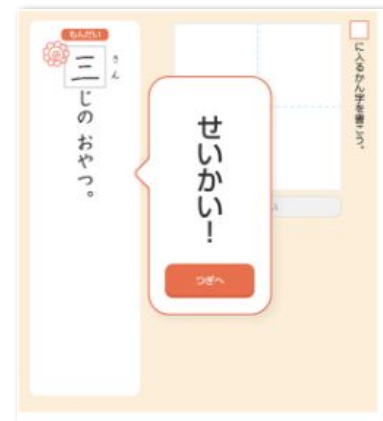 □に入るかん字を書こう。
せいかい！
つぎへ
もんだい
さん
三じの おやつ。